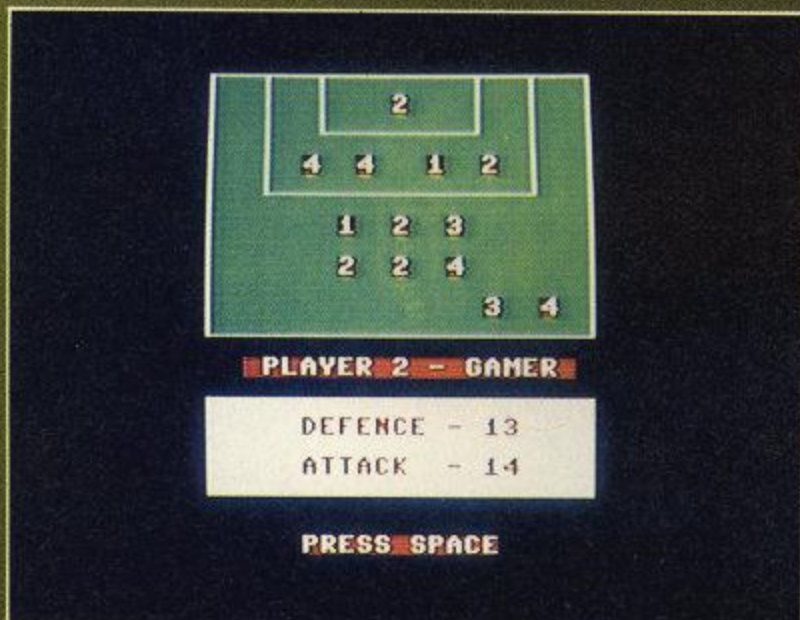 2
4 4 1 2
1 2 3
2 2 4
3 4
PLAYER 2 - GAMER
DEFENCE - 13
ATTACK - 14
PRESS SPACE